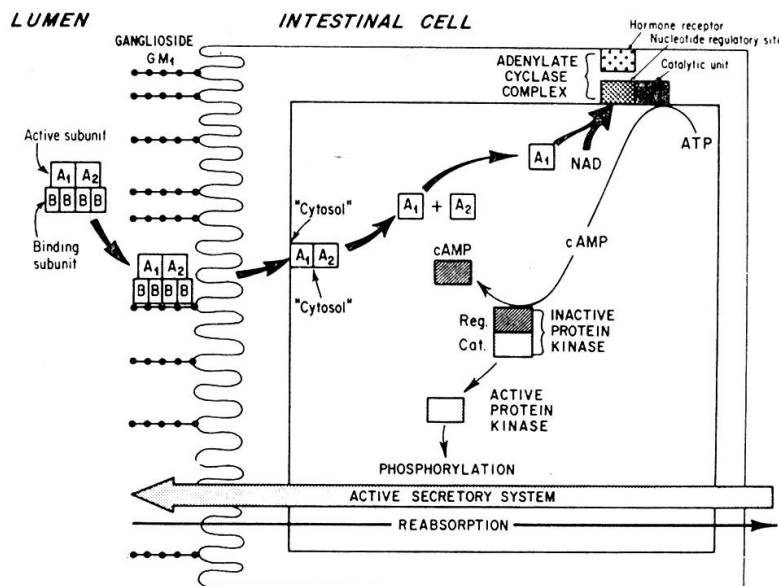 LUMEN
INTESTINAL CELL
GANGLIOSIDE
GM1
Hormone receptor
Nucleotide regulatory site
Catalytic unit
ADENYLATE
CYCLASE
COMPLEX
Active subunit
A1 A2
B B B B
Binding
subunit
A1 A2
B B B B
"Cytosol"
A1 A2
"Cytosol"
A1 + A2
A1
NAD
ATP
cAMP
cAMP
Reg.
Cat.
INACTIVE
PROTEIN
KINASE
ACTIVE
PROTEIN
KINASE
PHOSPHORYLATION
ACTIVE SECRETORY SYSTEM
REABSORPTION